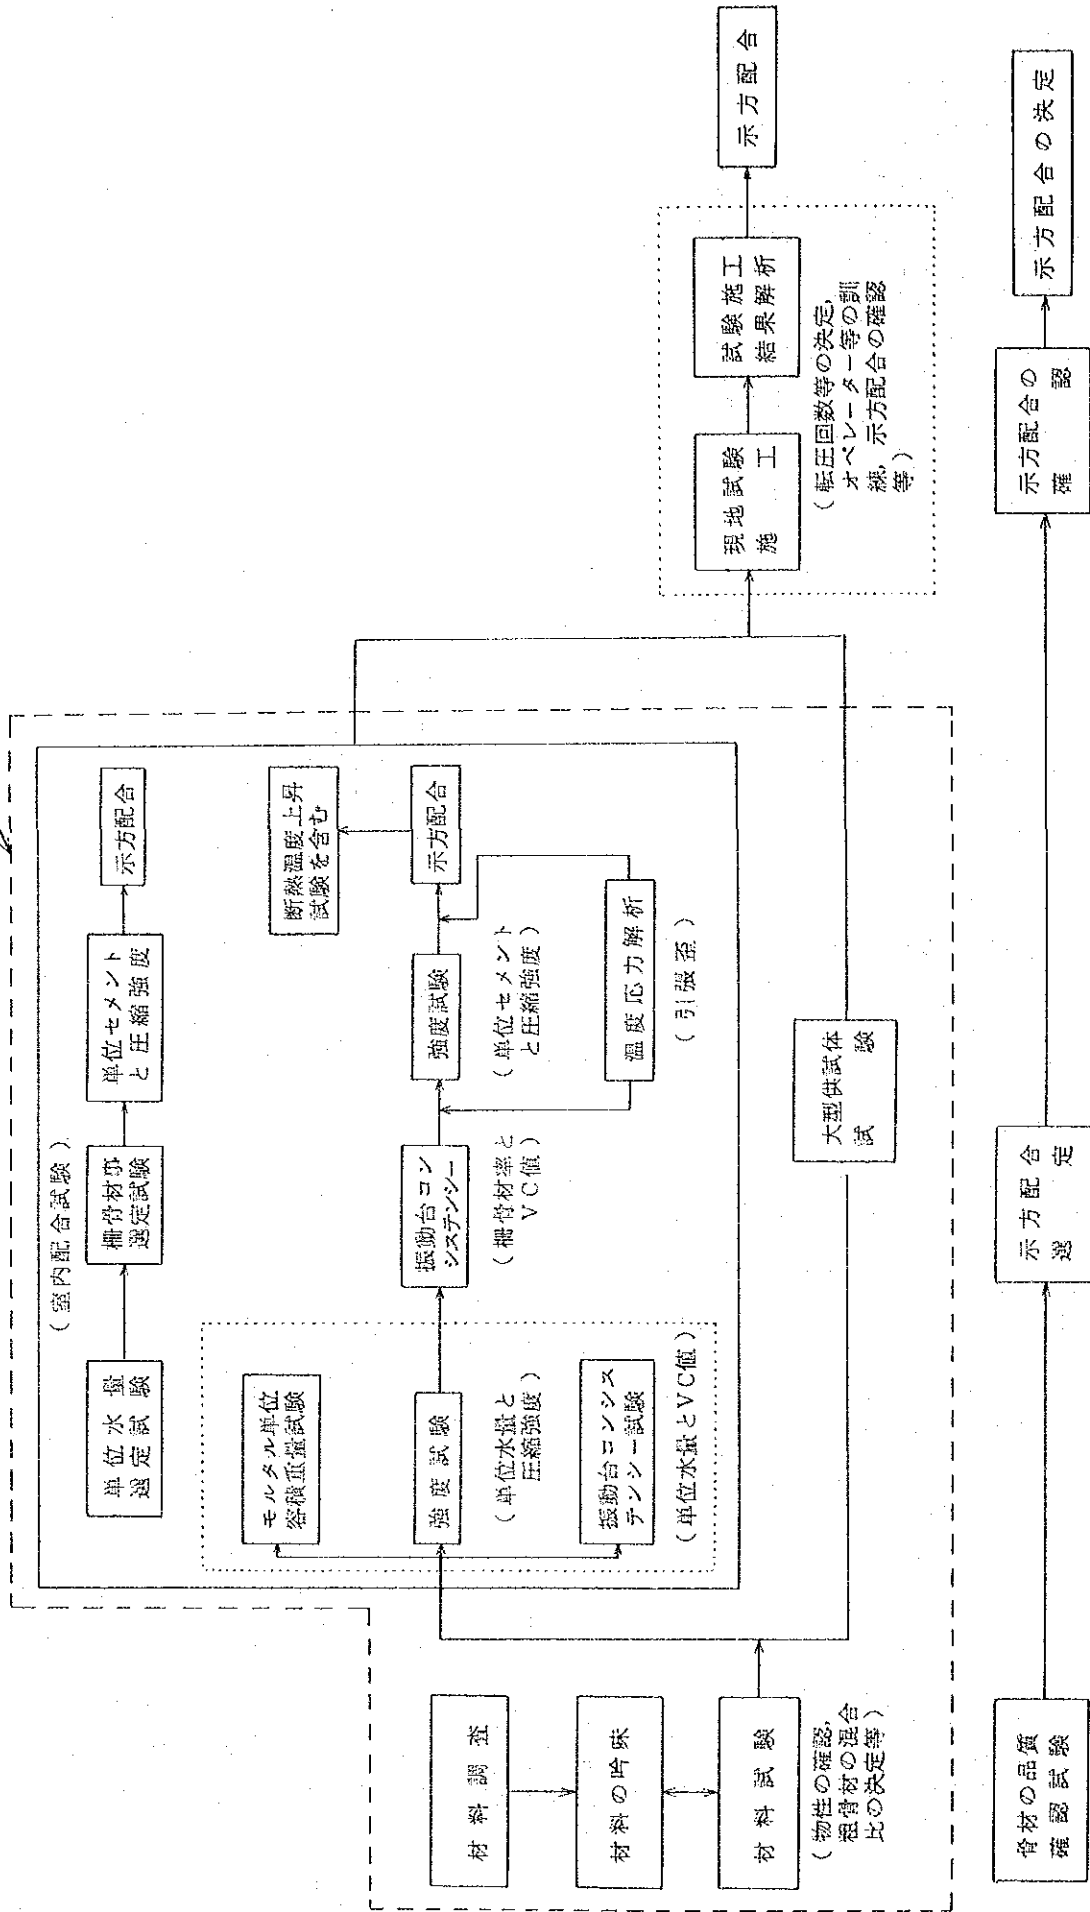 (室内配合試験)
単位水量
選定試験
粗骨材率
選定試験
単位セメント
と圧縮強度
示方配合
モルタル単位
容積重量試験
強度試験
(単位水量と
圧縮強度)
振動台コンシス
テンシー試験
(単位水量とVC値)
振動台コン
システンシー
(粗骨材率と
VC値)
強度試験
(単位セメント
と圧縮強度)
示方配合
断熱温度上昇
試験を含む
温度応力解析
(引張歪)
材料調査
材料の吟味
材料試験
(物性の確認,
粗骨材の混合
比の決定等)
大型供試体
試験
現地試験
施工
試験施工
結果解析
(転圧回数等の決定,
オペレーター等の訓
練,示方配合の確認
等)
示方配合
骨材の品質
確認試験
示方配合
選定
示方配合の
確認
示方配合の決定